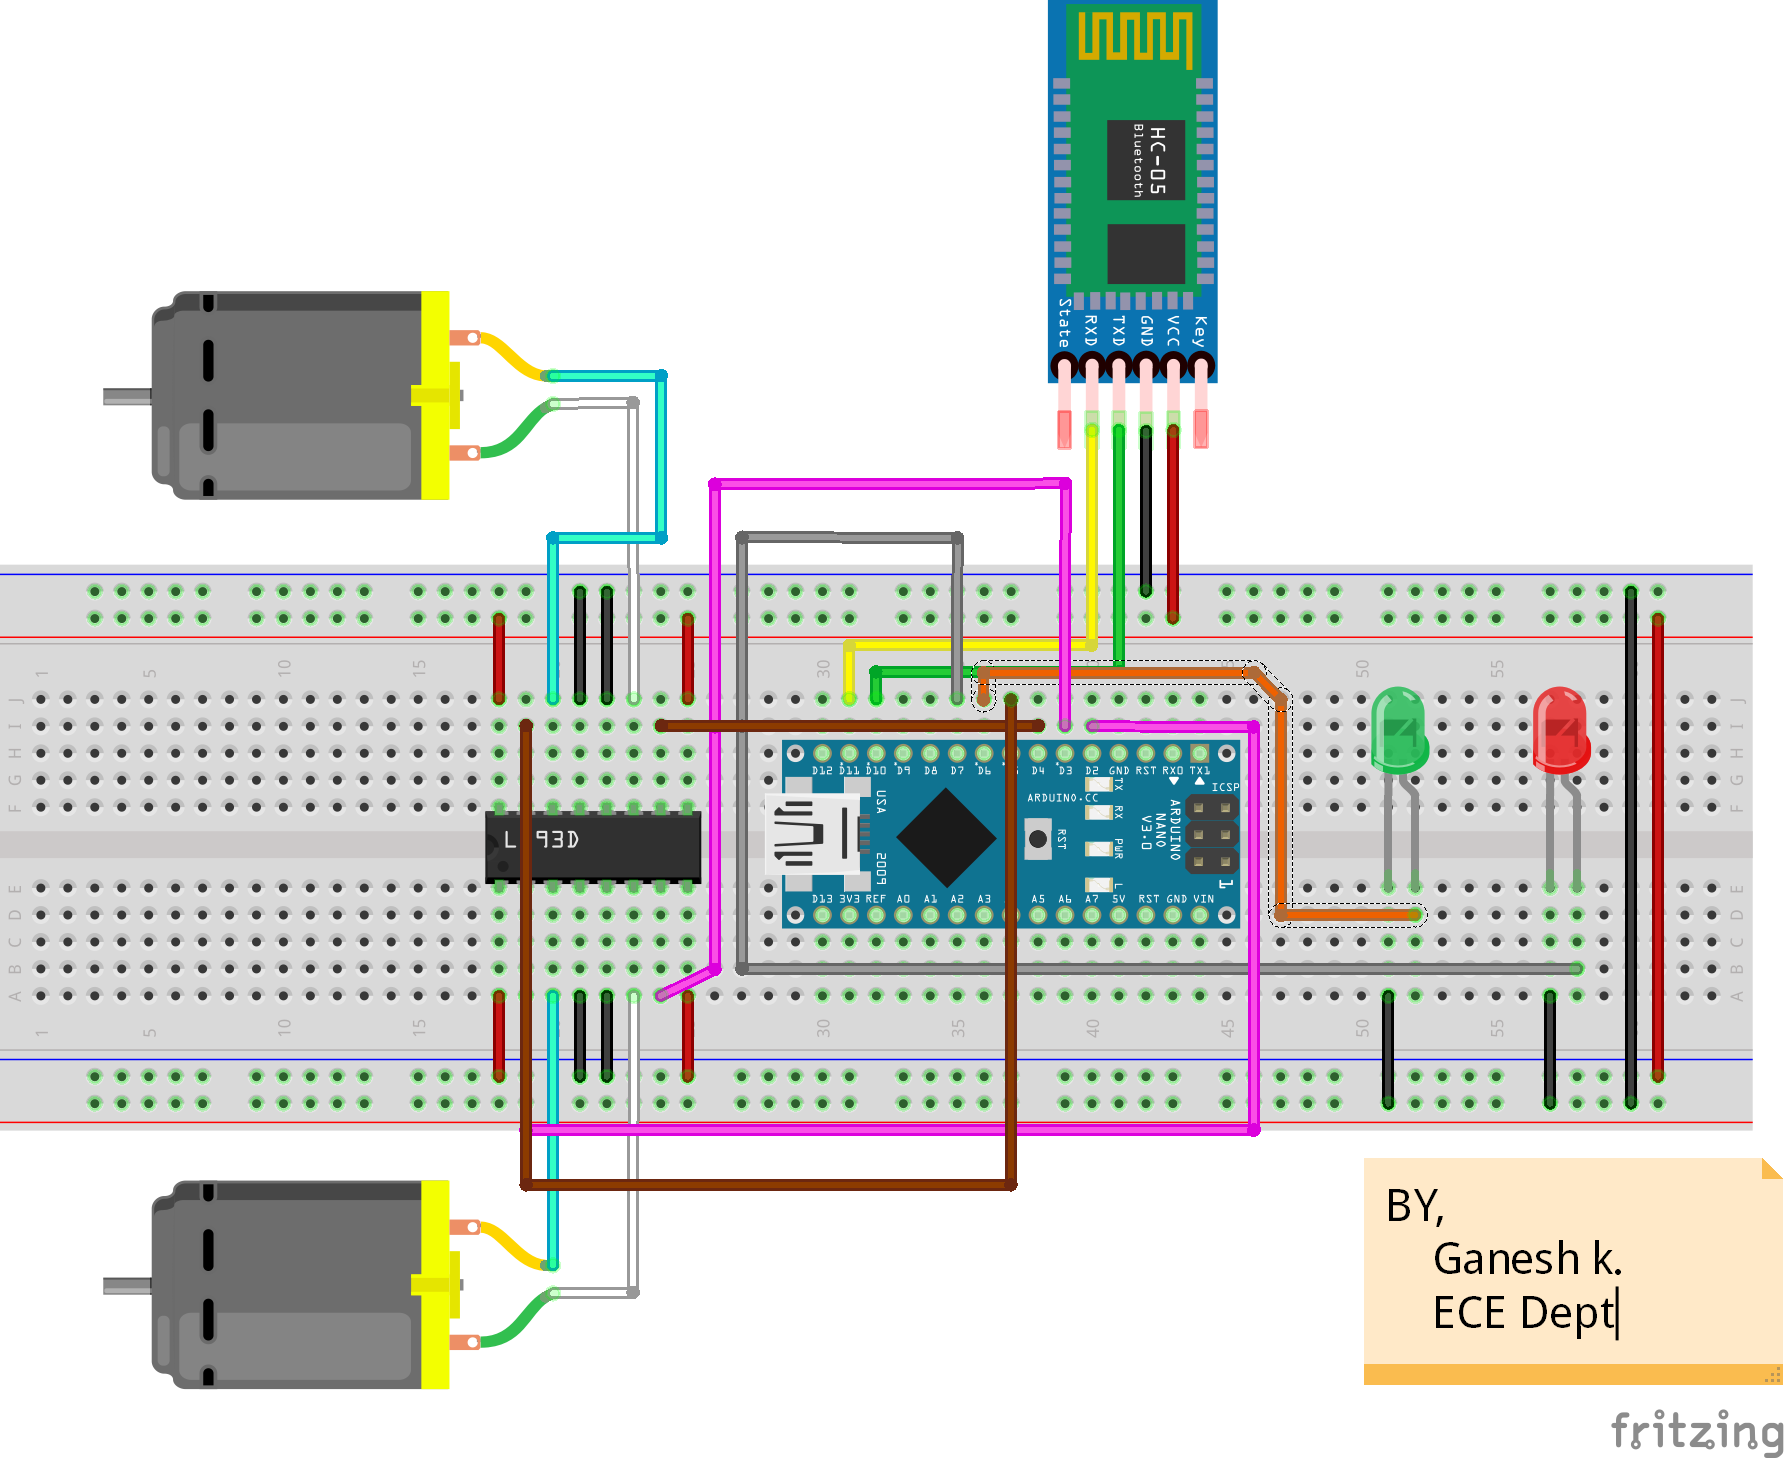 HC-05
Bluetooth
State
RXD
TXD
GND
VCC
Key
1
5
10
15
30
50
55
J
I
H
G
F
J
I
H
G
F
D12
D11
D10
D9
D8
D7
D6
D4
D3
D2
GND
RST
RX0
TX1
ICSP
USA
ARDUINO.CC
TX
RX
RST
PWR
L
ARDUINO
NANO
V3.0
2009
1
L 93D
D13
3V3
REF
A0
A1
A2
A3
A5
A6
A7
5V
RST
GND
VIN
E
D
C
B
A
E
D
C
B
A
1
5
10
15
30
35
40
45
50
55
BY,
Ganesh k.
ECE Dept
fritzing